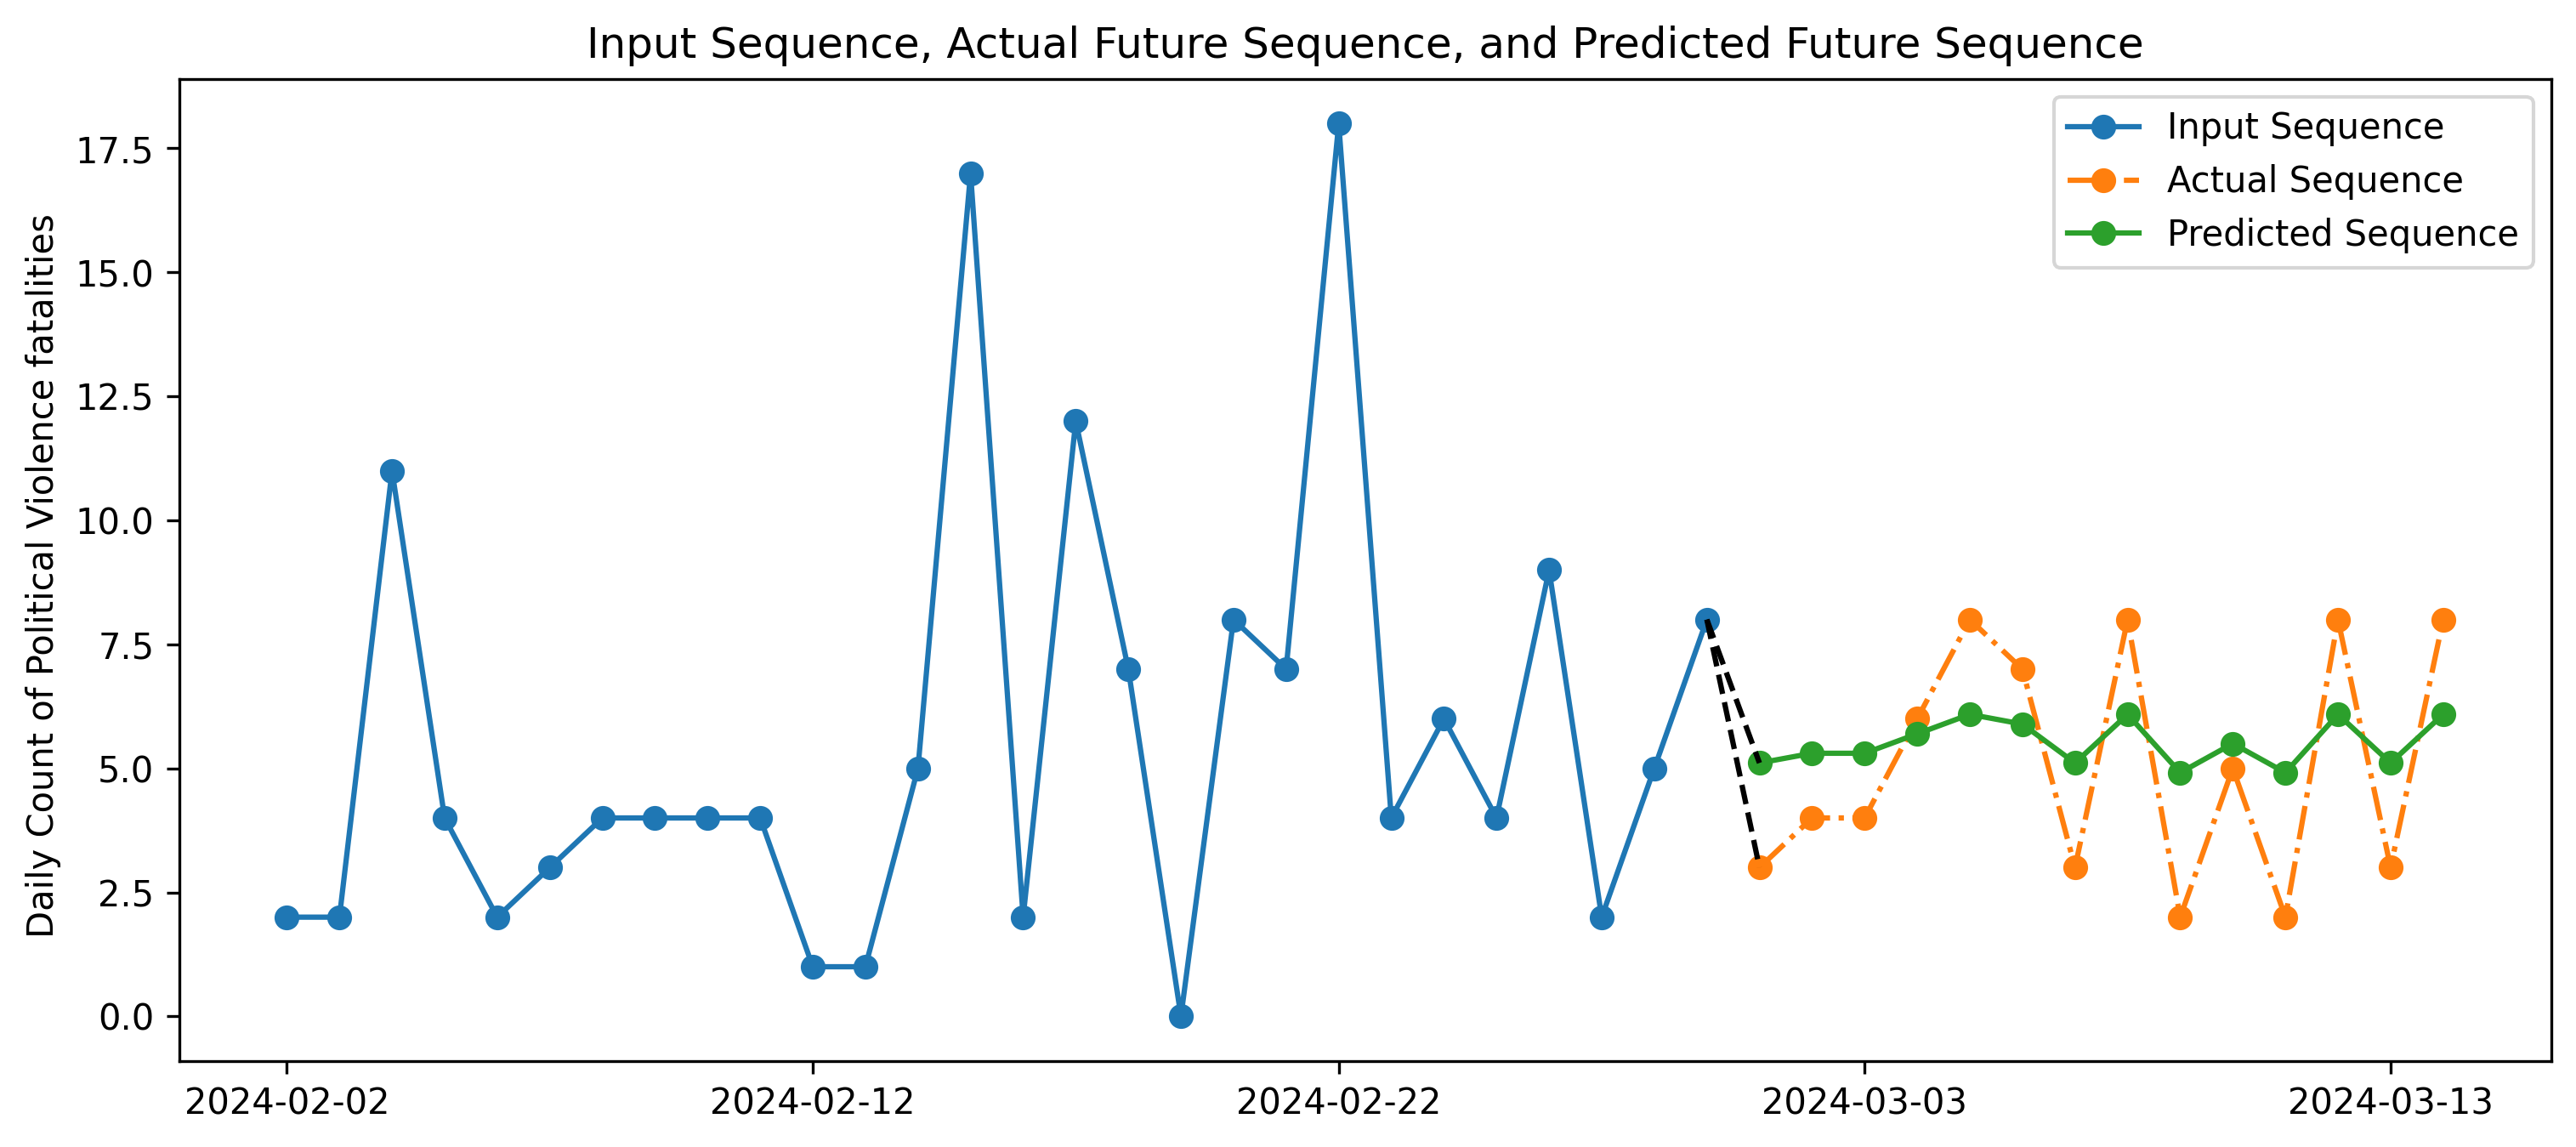 Input Sequence, Actual Future Sequence, and Predicted Future Sequence
Daily Count of Political Violence fatalities
17.5
15.0
12.5
10.0
7.5
5.0
2.5
0.0
Input Sequence
Actual Sequence
Predicted Sequence
2024-02-02
2024-02-12
2024-02-22
2024-03-03
2024-03-13